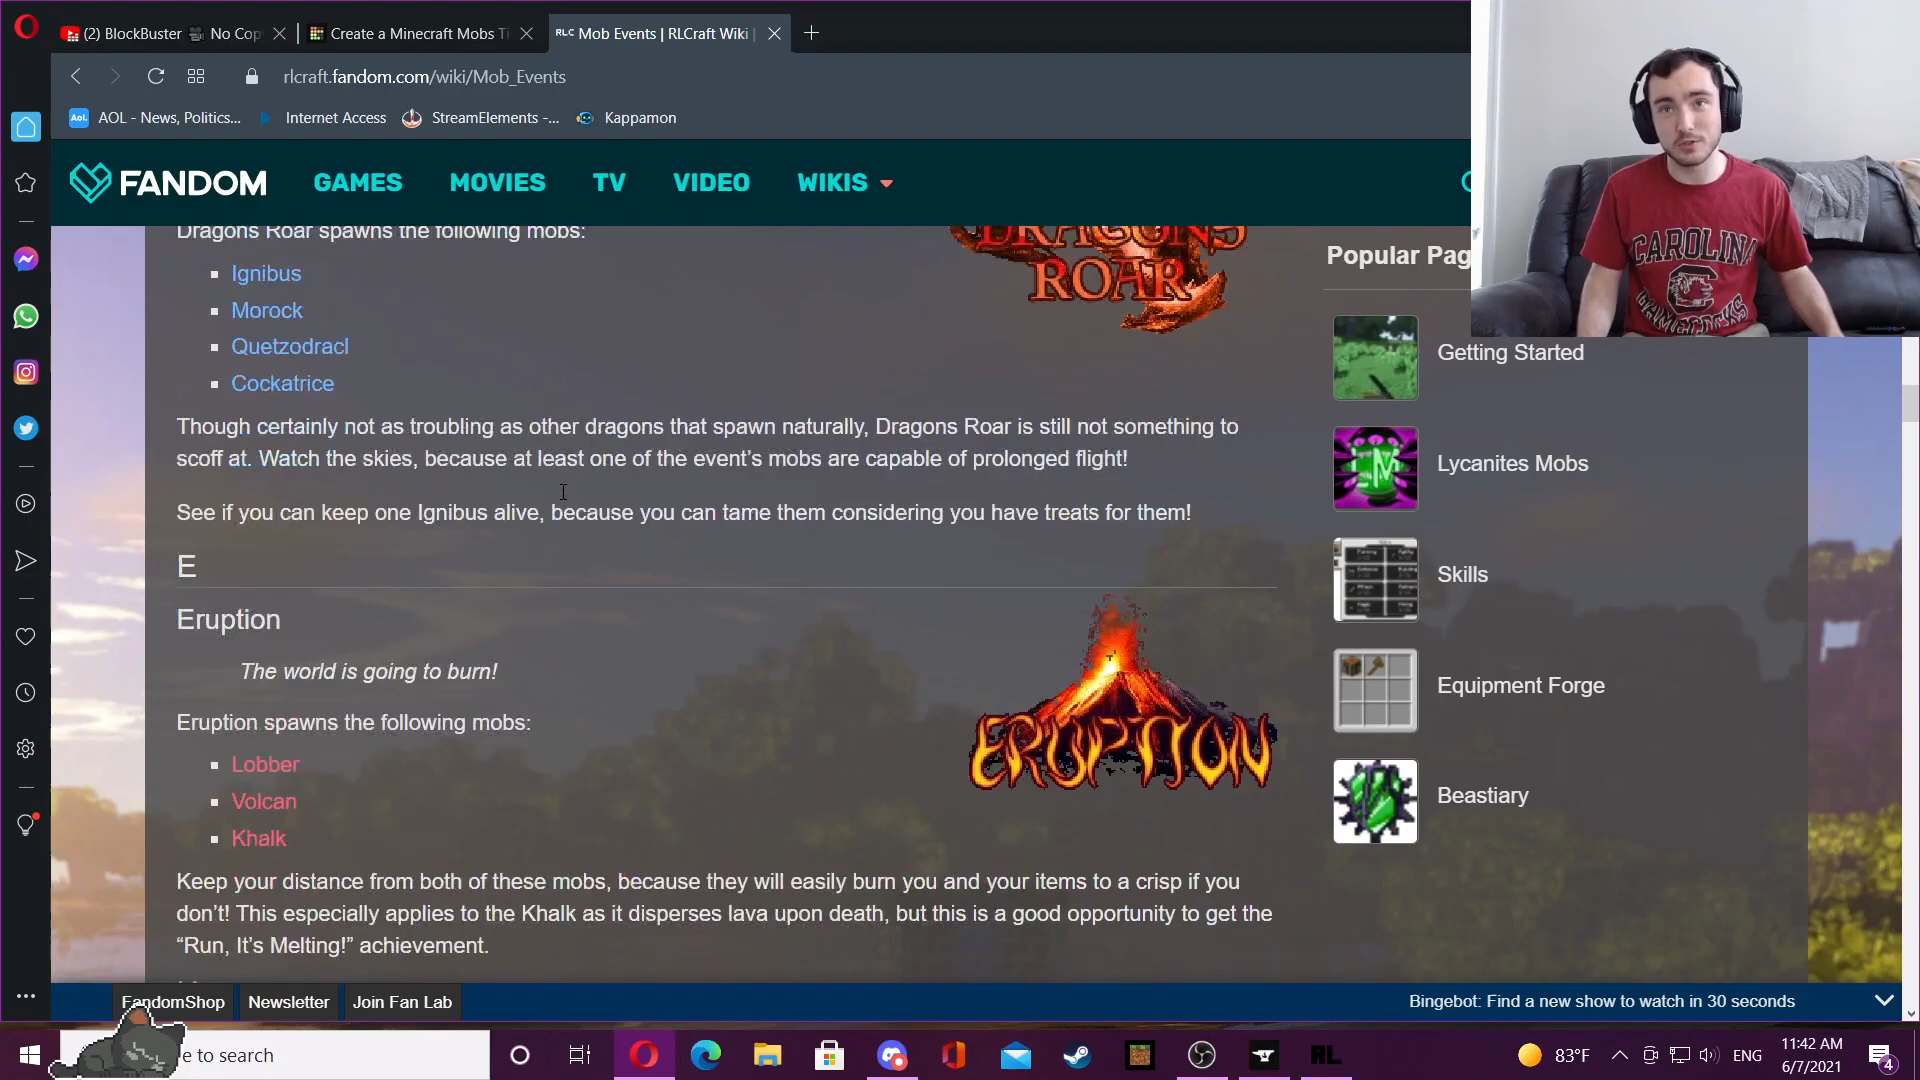 (2) BlockBuster 🎥 No Cop
Create a Minecraft Mobs Ti
RLC Mob Events | RLCraft Wiki |
rlcraft.fandom.com/wiki/Mob_Events
Aol. AOL - News, Politics...
Internet Access
StreamElements -...
Kappamon
FANDOM
GAMES
MOVIES
TV
VIDEO
WIKIS
Dragons Roar spawns the following mobs:
DRAGONS
ROAR
Ignibus
Morock
Quetzodracl
Cockatrice
Though certainly not as troubling as other dragons that spawn naturally, Dragons Roar is still not something to
scoff at. Watch the skies, because at least one of the event's mobs are capable of prolonged flight!
See if you can keep one Ignibus alive, because you can tame them considering you have treats for them!
E
Eruption
The world is going to burn!
ERUPTION
Eruption spawns the following mobs:
Lobber
Volcan
Khalk
Keep your distance from both of these mobs, because they will easily burn you and your items to a crisp if you
don't! This especially applies to the Khalk as it disperses lava upon death, but this is a good opportunity to get the
“Run, It's Melting!” achievement.
Popular Pag
Getting Started
Lycanites Mobs
Skills
Equipment Forge
Beastiary
CAROLINA
GAMECOCKS
FandomShop
Newsletter
Join Fan Lab
Bingebot: Find a new show to watch in 30 seconds
e to search
RL
83°F
ENG
11:42 AM
6/7/2021
4